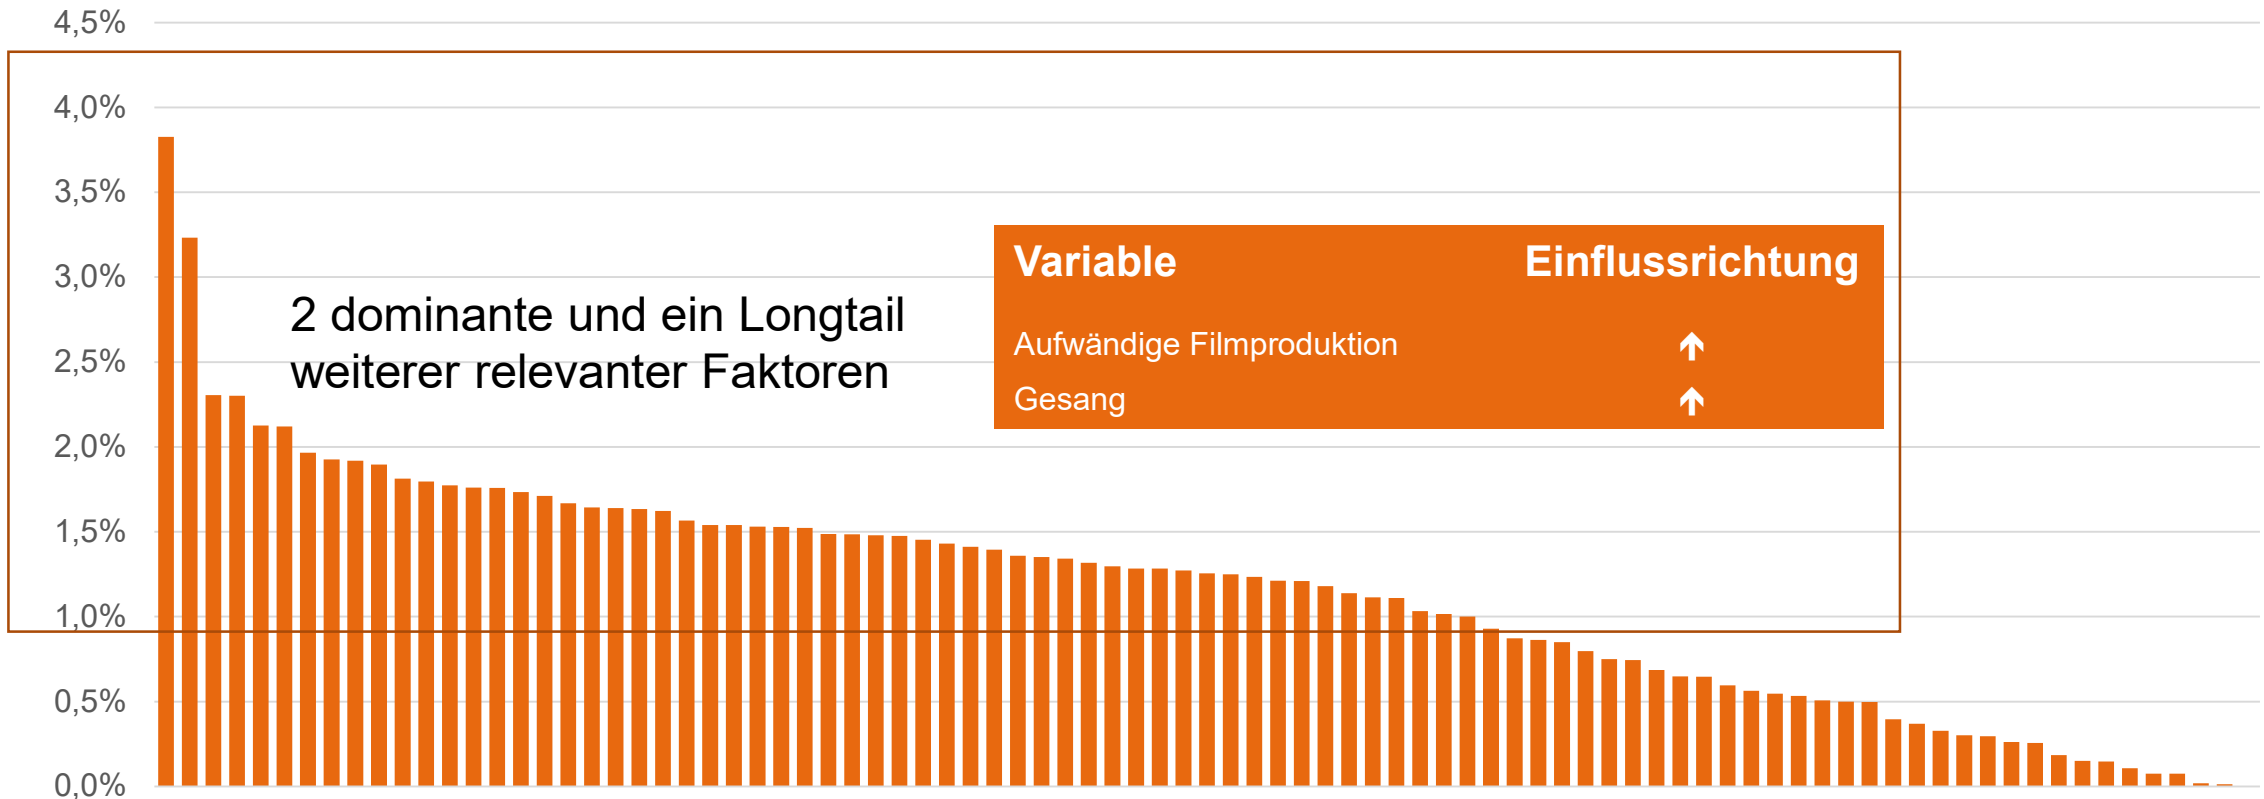 4,5%
4,0%
3,5%
3,0%
2,5%
2,0%
1,5%
1,0%
0,5%
0,0%
2 dominante und ein Longtail
weiterer relevanter Faktoren
Variable Einflussrichtung
Aufwändige Filmproduktion ↑
Gesang ↑